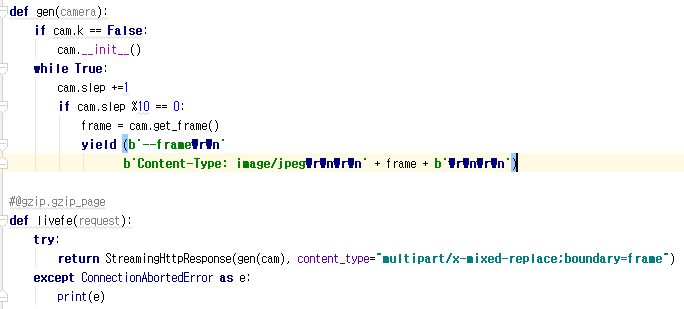 def gen(camera):
    if cam.k == False:
        cam.__init__()
    while True:
        cam.slep +=1
        if cam.slep %10 == 0:
            frame = cam.get_frame()
            yield (b'--frame₩r₩n'
                   b'Content-Type: image/jpeg₩r₩n₩r₩n' + frame + b'₩r₩n₩r₩n')
#@gzip.gzip_page
def livefe(request):
    try:
        return StreamingHttpResponse(gen(cam), content_type="multipart/x-mixed-replace;boundary=frame")
    except ConnectionAbortedError as e:
        print(e)